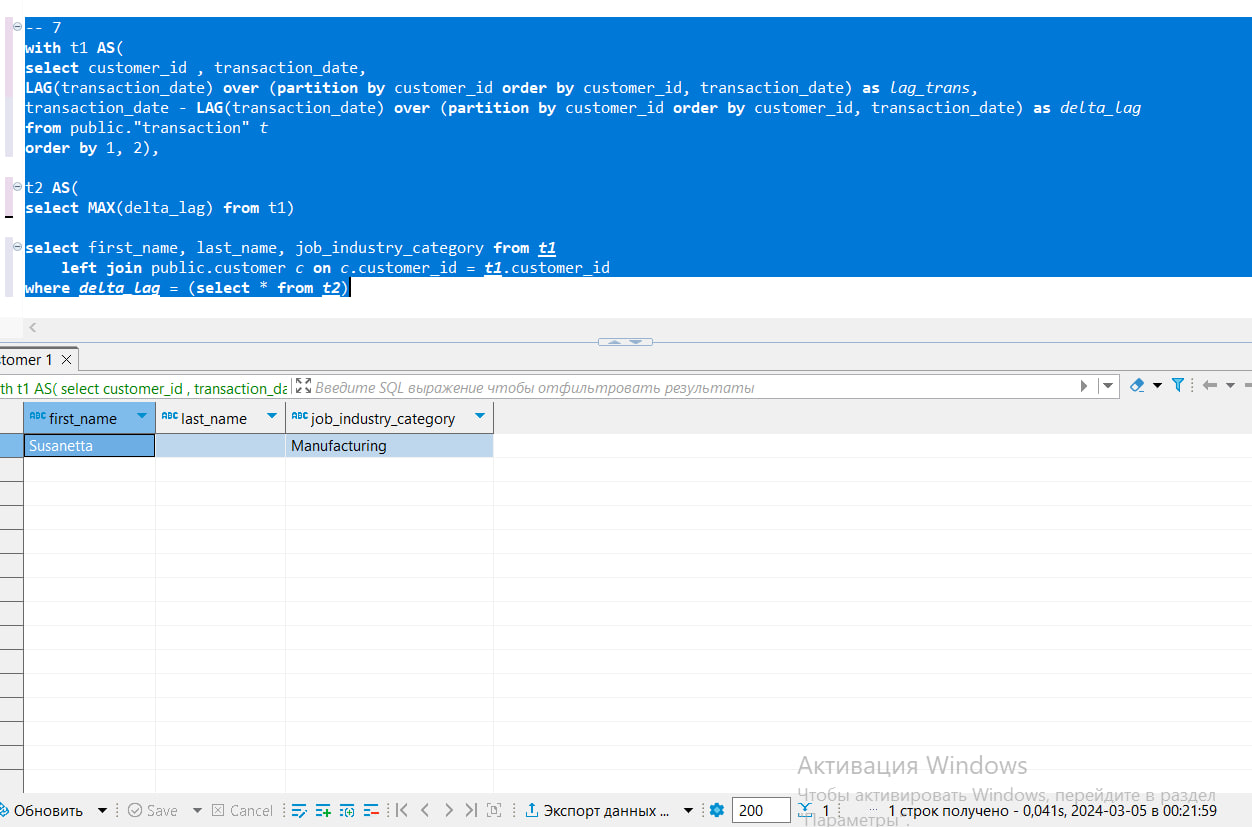 -- 7
with t1 AS(
select customer_id , transaction_date,
LAG(transaction_date) over (partition by customer_id order by customer_id, transaction_date) as lag_trans,
transaction_date - LAG(transaction_date) over (partition by customer_id order by customer_id, transaction_date) as delta_lag
from public."transaction" t
order by 1, 2),
t2 AS(
select MAX(delta_lag) from t1)
select first_name, last_name, job_industry_category from t1
left join public.customer c on c.customer_id = t1.customer_id
where delta_lag = (select * from t2)
tomer 1
th t1 AS( select customer_id , transaction_da Введите SQL выражение чтобы отфильтровать результаты
ABC first_name ABC last_name ABC job_industry_category
Susanetta Manufacturing
Активация Windows
Чтобы активировать Windows, перейдите в раздел
"Параметры".
Обновить Save Cancel Экспорт данных ... 200 1 ... 1 строк получено - 0,041s, 2024-03-05 в 00:21:59